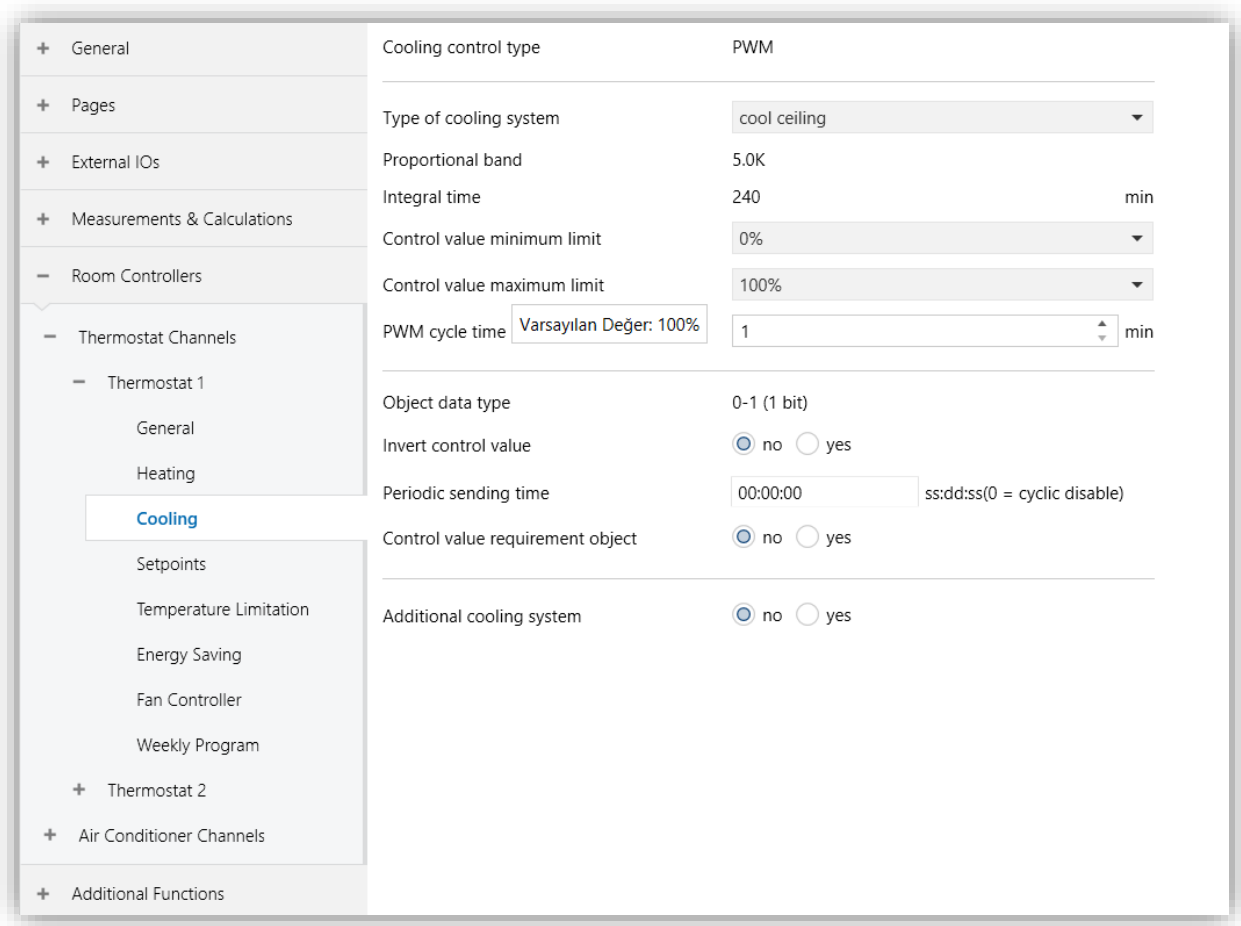 + General
+ Pages
+ External IOs
+ Measurements & Calculations
− Room Controllers
− Thermostat Channels
− Thermostat 1
General
Heating
Cooling
Setpoints
Temperature Limitation
Energy Saving
Fan Controller
Weekly Program
+ Thermostat 2
+ Air Conditioner Channels
+ Additional Functions
Cooling control type PWM
Type of cooling system cool ceiling
Proportional band 5.0K
Integral time 240 min
Control value minimum limit 0%
Control value maximum limit 100%
PWM cycle time Varsayılan Değer: 100% 1 min
Object data type 0-1 (1 bit)
Invert control value no yes
Periodic sending time 00:00:00 ss:dd:ss(0 = cyclic disable)
Control value requirement object no yes
Additional cooling system no yes